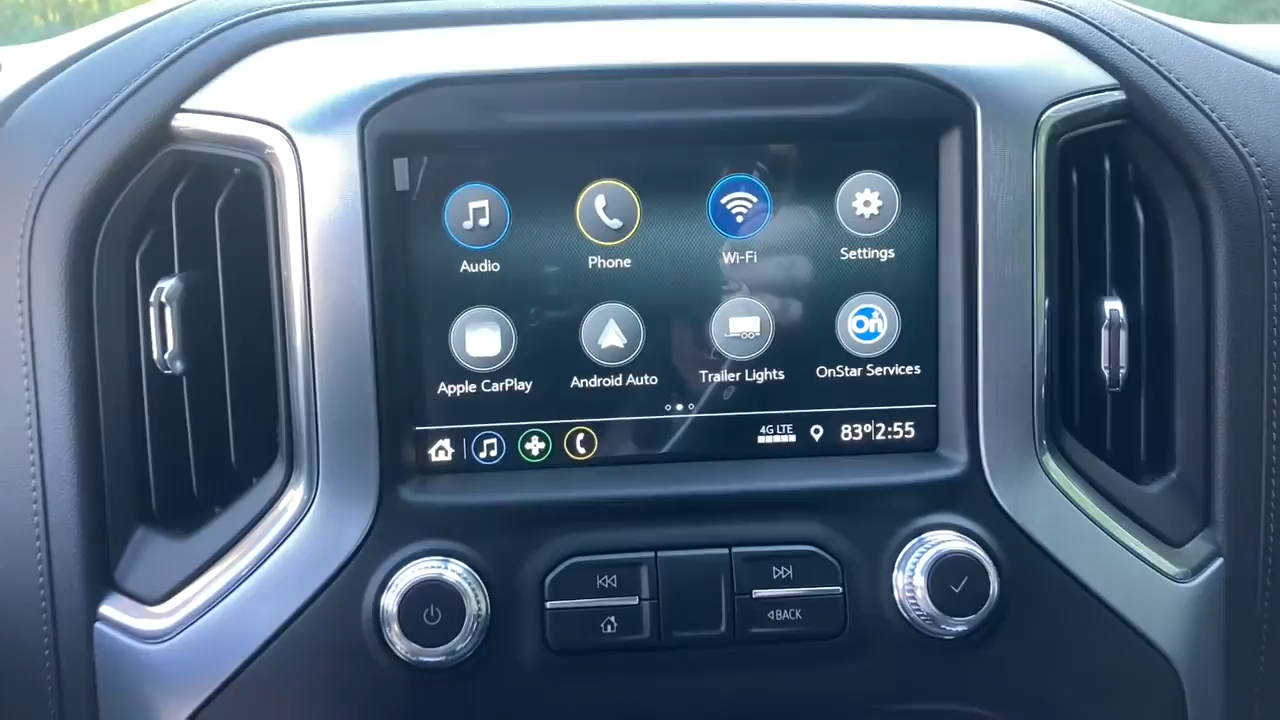 Audio
Phone
Wi-Fi
Settings
Apple CarPlay
Android Auto
Trailer Lights
On
OnStar Services
4G LTE
83° 2:55
BACK